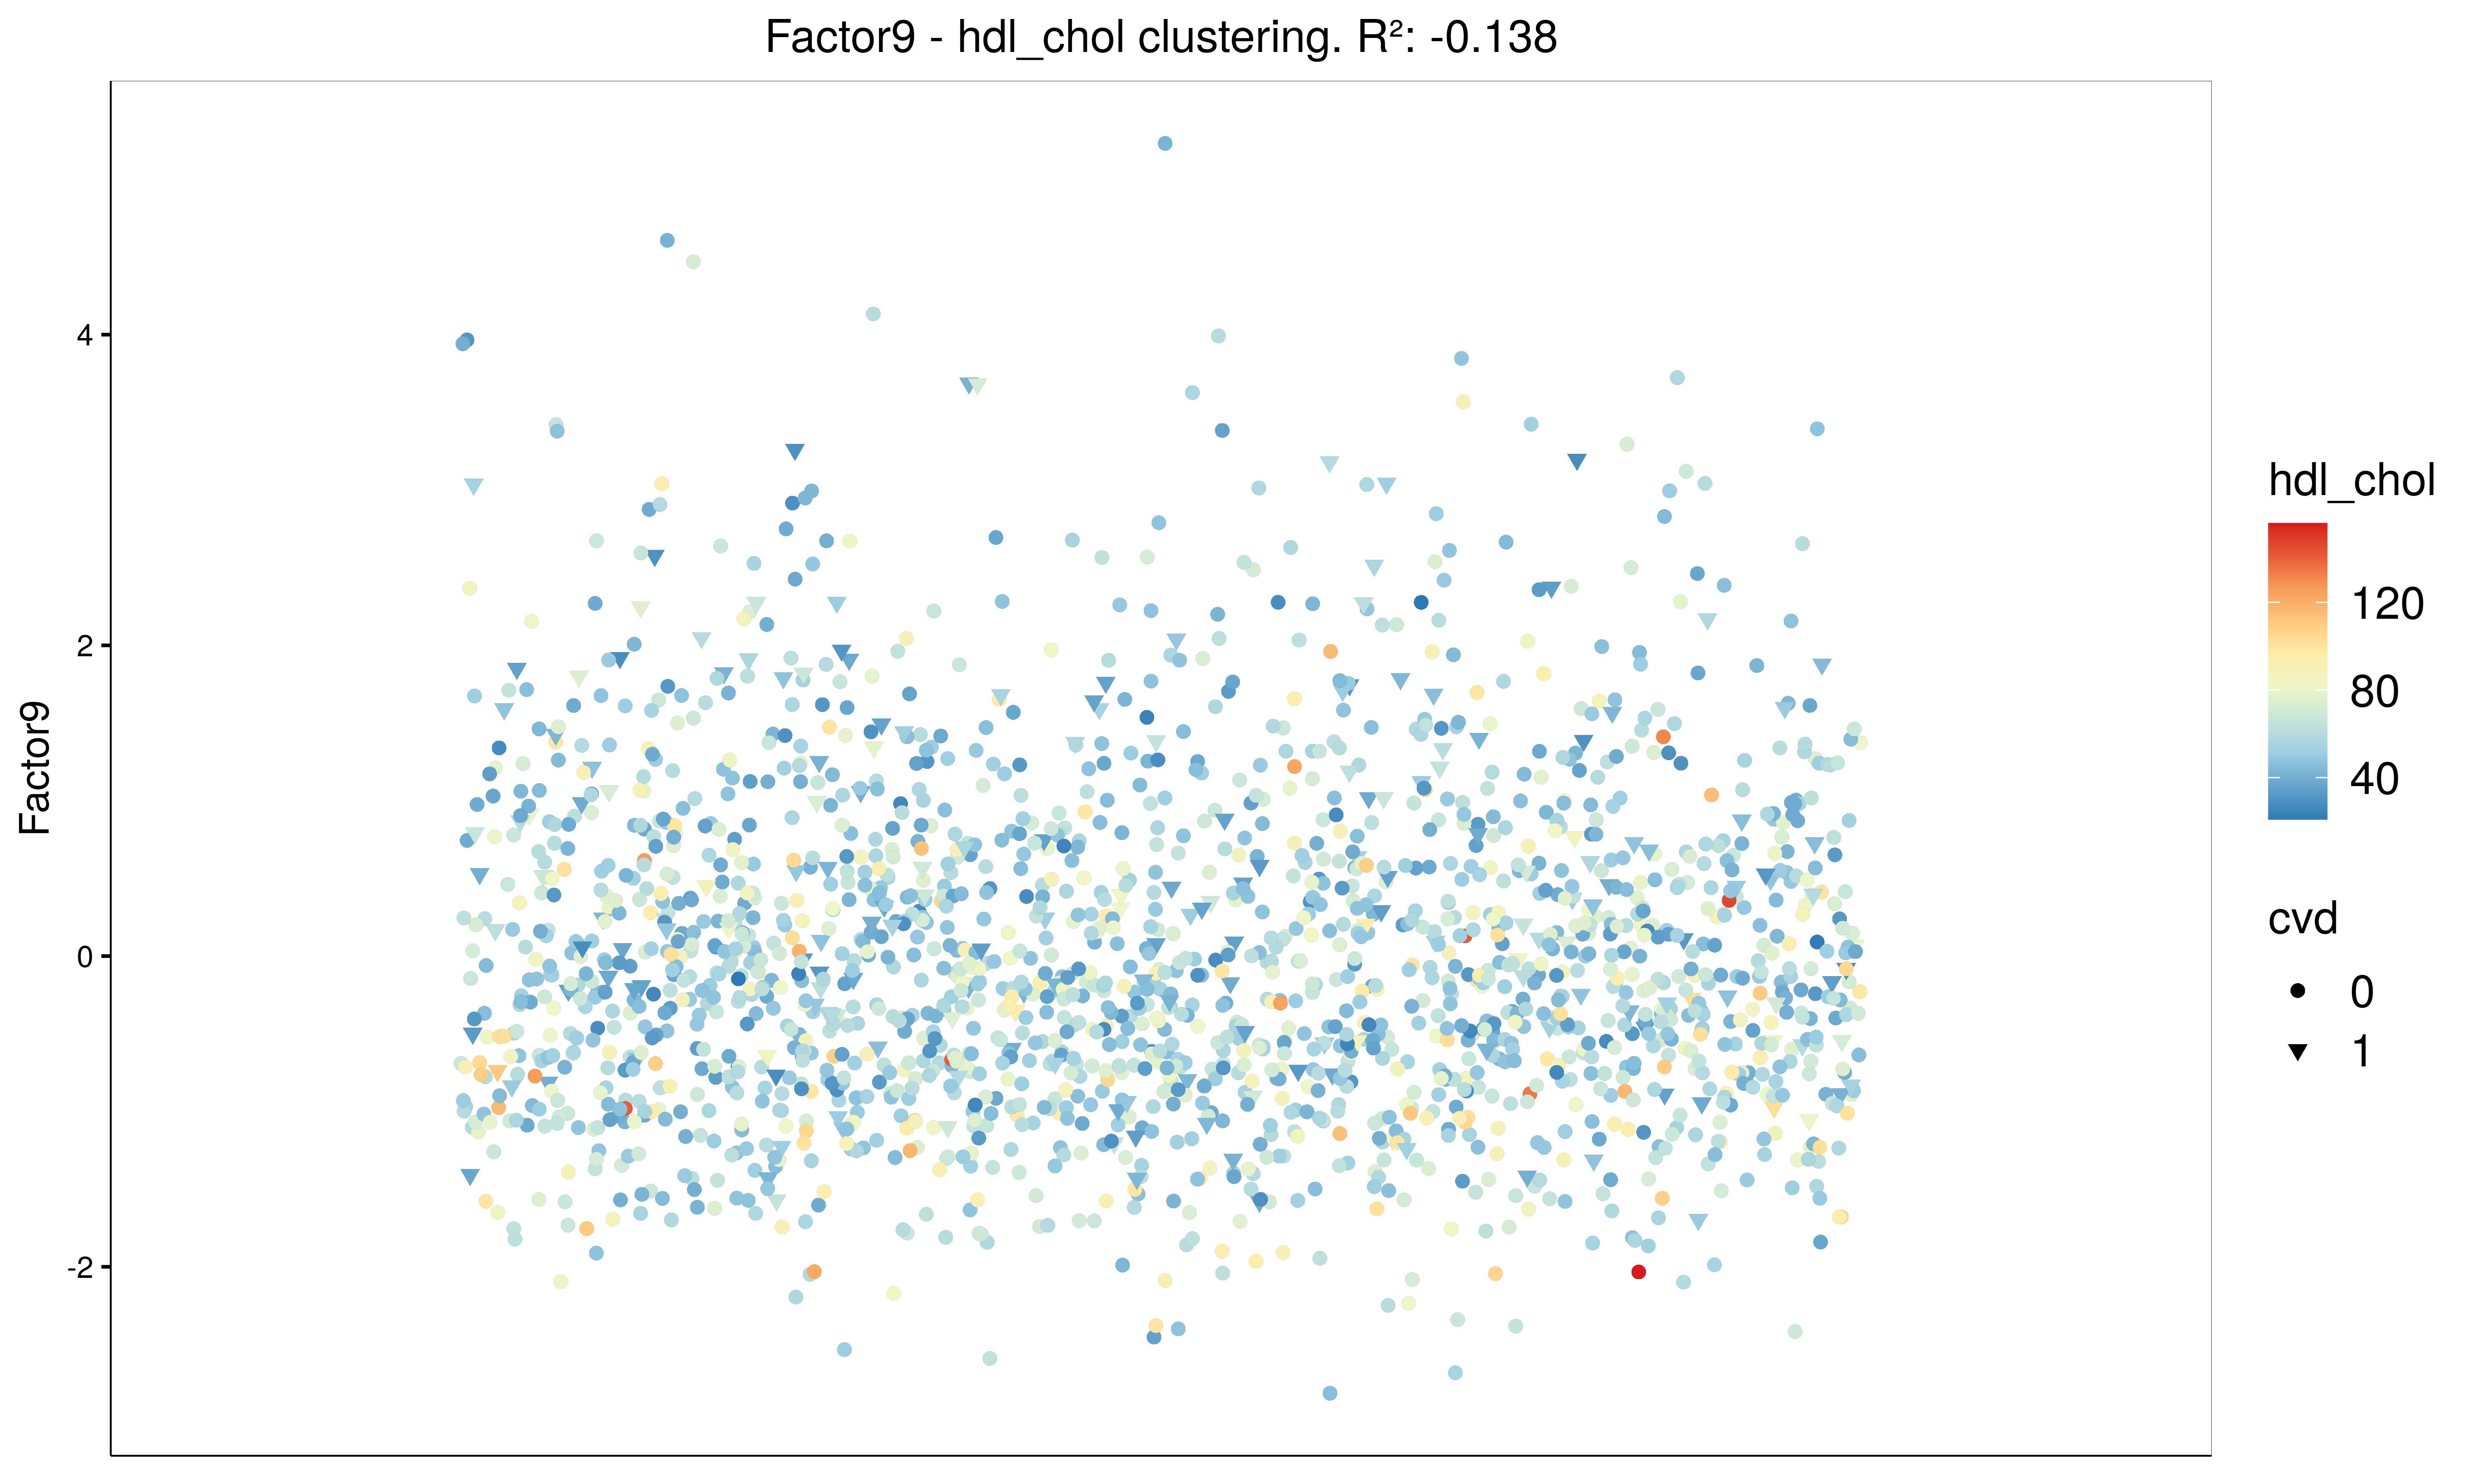 Factor9 - hdl_chol clustering. R²: -0.138
Factor9
4
2
0
-2
hdl_chol
120
80
40
cvd
0
1